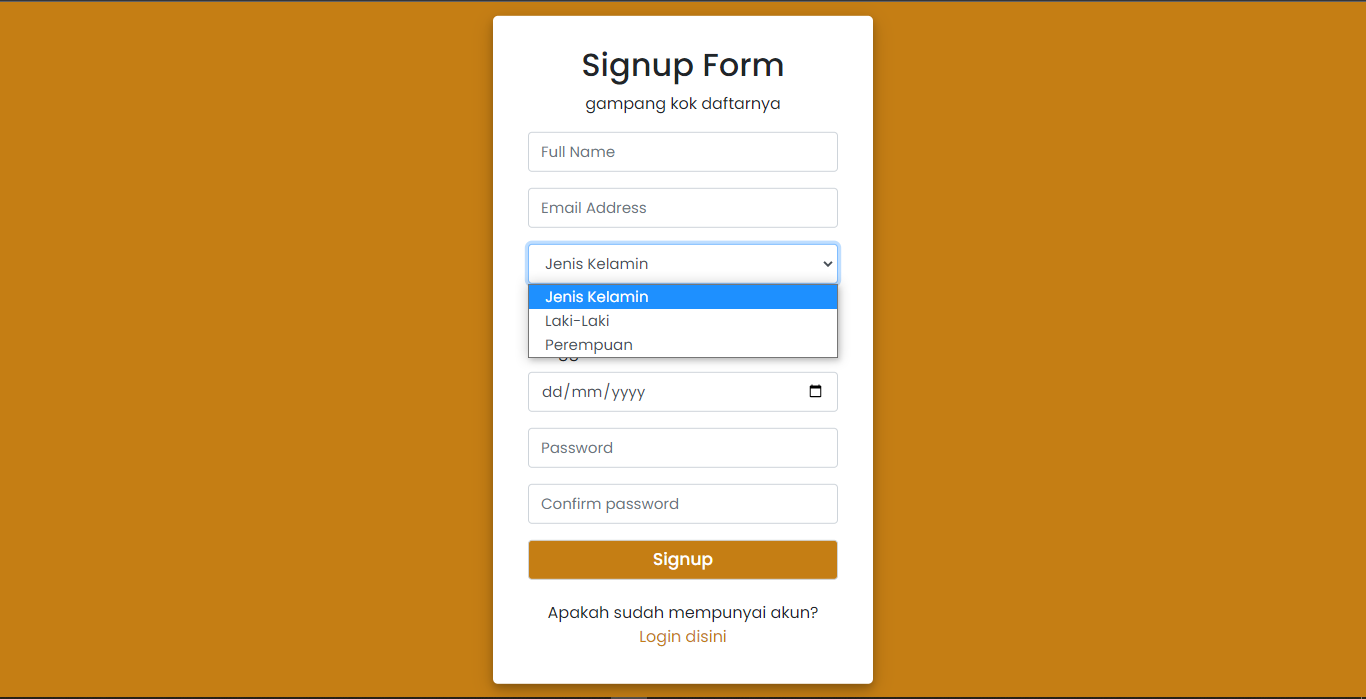 Signup Form
gampang kok daftarnya
Full Name
Email Address
Jenis Kelamin
Jenis Kelamin
Laki-Laki
Perempuan
dd/mm/yyyy
Password
Confirm password
Signup
Apakah sudah mempunyai akun?
Login disini